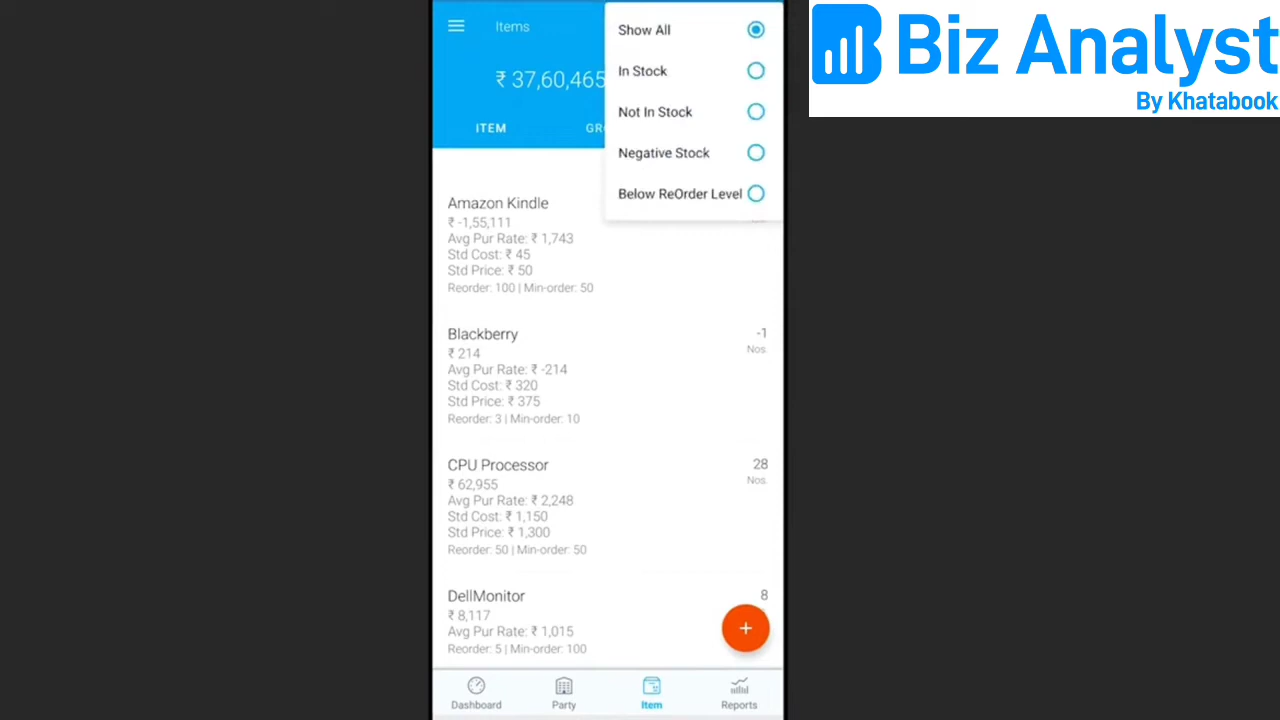 Items
₹ 37,60,465
ITEM
Show All
In Stock
Not In Stock
Negative Stock
Below ReOrder Level
Biz Analyst
By Khatabook
Amazon Kindle
₹ -1,55,111
Avg Pur Rate: ₹ 1,743
Std Cost: ₹ 45
Std Price: ₹ 50
Reorder: 100 | Min-order: 50
Blackberry -1
₹ 214 Nos.
Avg Pur Rate: ₹ -214
Std Cost: ₹ 320
Std Price: ₹ 375
Reorder: 3 | Min-order: 10
CPU Processor 28
₹ 62,955 Nos.
Avg Pur Rate: ₹ 2,248
Std Cost: ₹ 1,150
Std Price: ₹ 1,300
Reorder: 50 | Min-order: 50
DellMonitor 8
₹ 8,117
Avg Pur Rate: ₹ 1,015
Reorder: 5 | Min-order: 100
+
Dashboard Party Item Reports